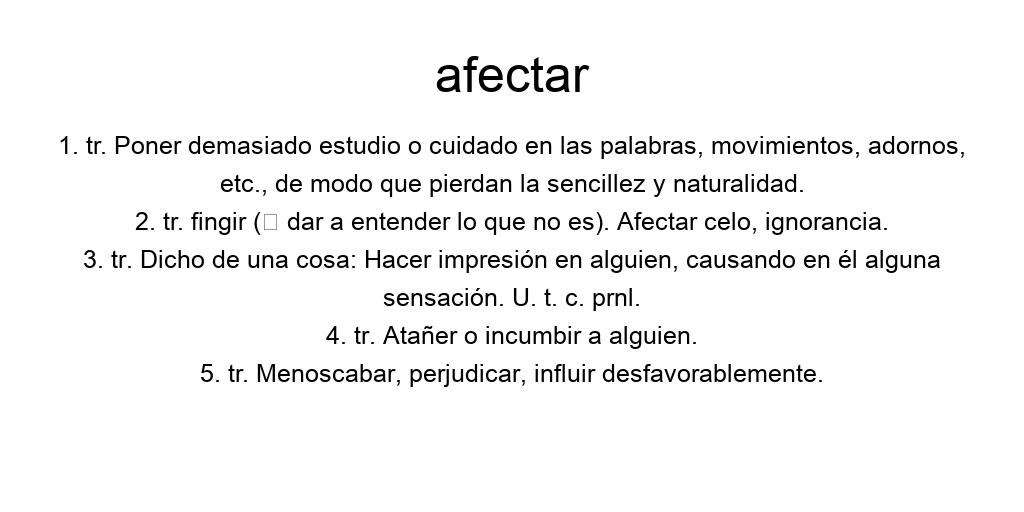 afectar
1. tr. Poner demasiado estudio o cuidado en las palabras, movimientos, adornos,
etc., de modo que pierdan la sencillez y naturalidad.
2. tr. fingir (□ dar a entender lo que no es). Afectar celo, ignorancia.
3. tr. Dicho de una cosa: Hacer impresión en alguien, causando en él alguna
sensación. U. t. c. prnl.
4. tr. Atañer o incumbir a alguien.
5. tr. Menoscabar, perjudicar, influir desfavorablemente.